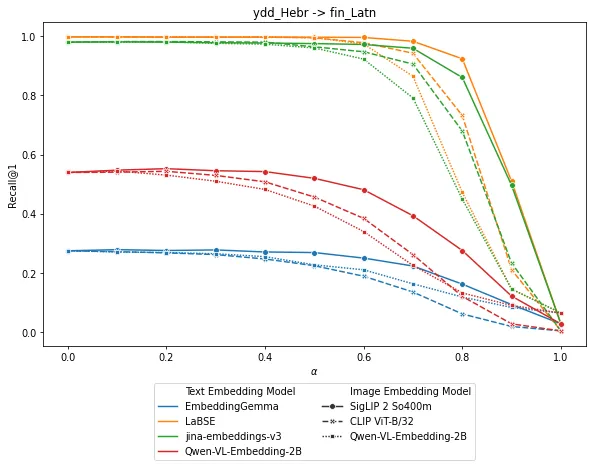 ydd_Hebr -> fin_Latn
1.0
0.8
0.6
0.4
0.2
0.0
Recall@1
0.0 0.2 0.4 0.6 0.8 1.0
α
Text Embedding Model
EmbeddingGemma
LaBSE
jina-embeddings-v3
Qwen-VL-Embedding-2B
Image Embedding Model
SigLIP 2 So400m
CLIP ViT-B/32
Qwen-VL-Embedding-2B